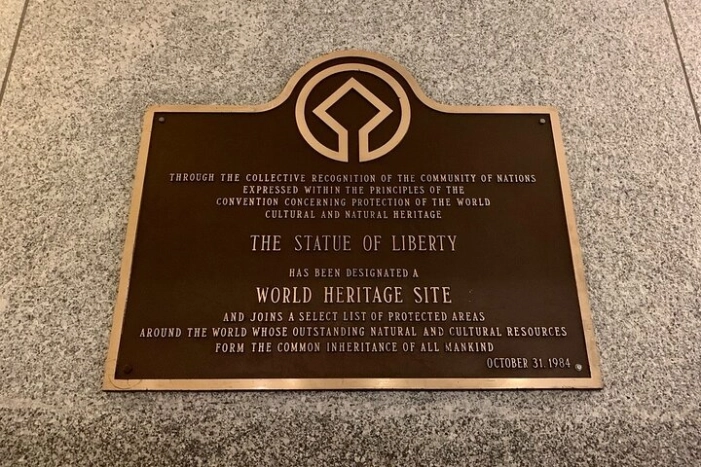 THROUGH THE COLLECTIVE RECOGNITION OF THE COMMUNITY OF NATIONS
EXPRESSED WITHIN THE PRINCIPLES OF THE
CONVENTION CONCERNING PROTECTION OF THE WORLD
CULTURAL AND NATURAL HERITAGE
THE STATUE OF LIBERTY
HAS BEEN DESIGNATED A
WORLD HERITAGE SITE
AND JOINS A SELECT LIST OF PROTECTED AREAS
AROUND THE WORLD WHOSE OUTSTANDING NATURAL AND CULTURAL RESOURCES
FORM THE COMMON INHERITANCE OF ALL MANKIND
OCTOBER 31. 1984